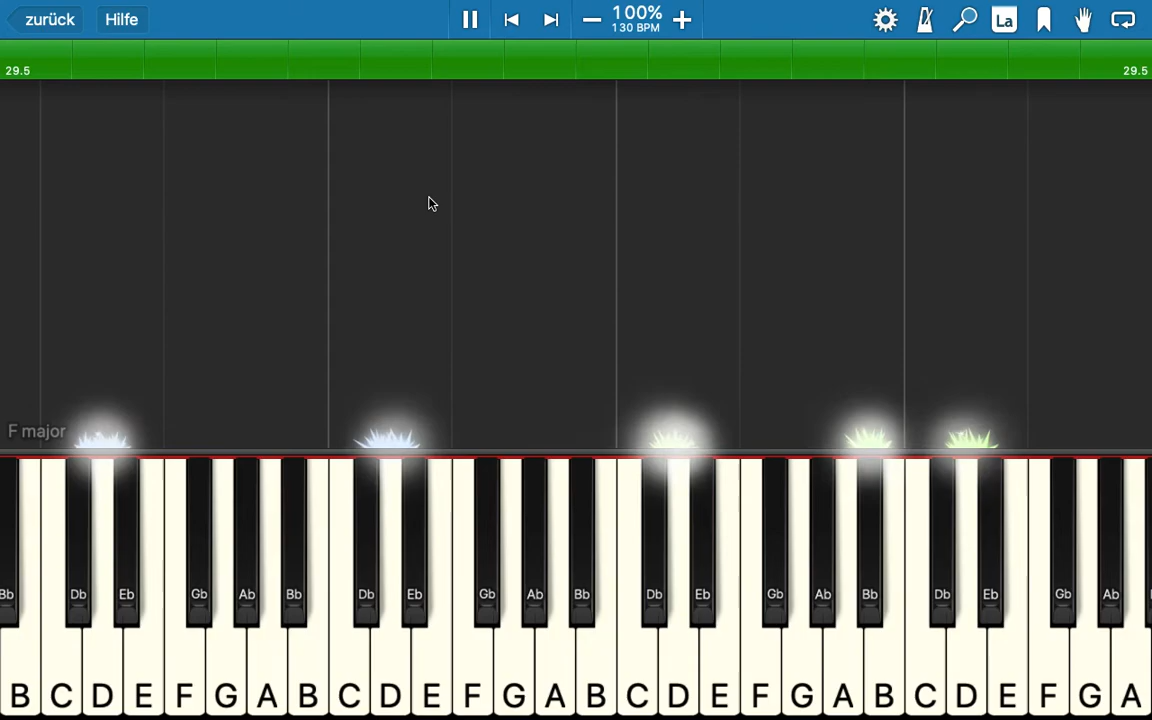 zurück Hilfe 100% La
130 BPM
29.5 29.5
F major
Bb Db Eb Gb Ab Bb Db Eb Gb Ab Bb Db Eb Gb Ab Bb Db Eb Gb Ab
B C D E F G A B C D E F G A B C D E F G A B C D E F G A